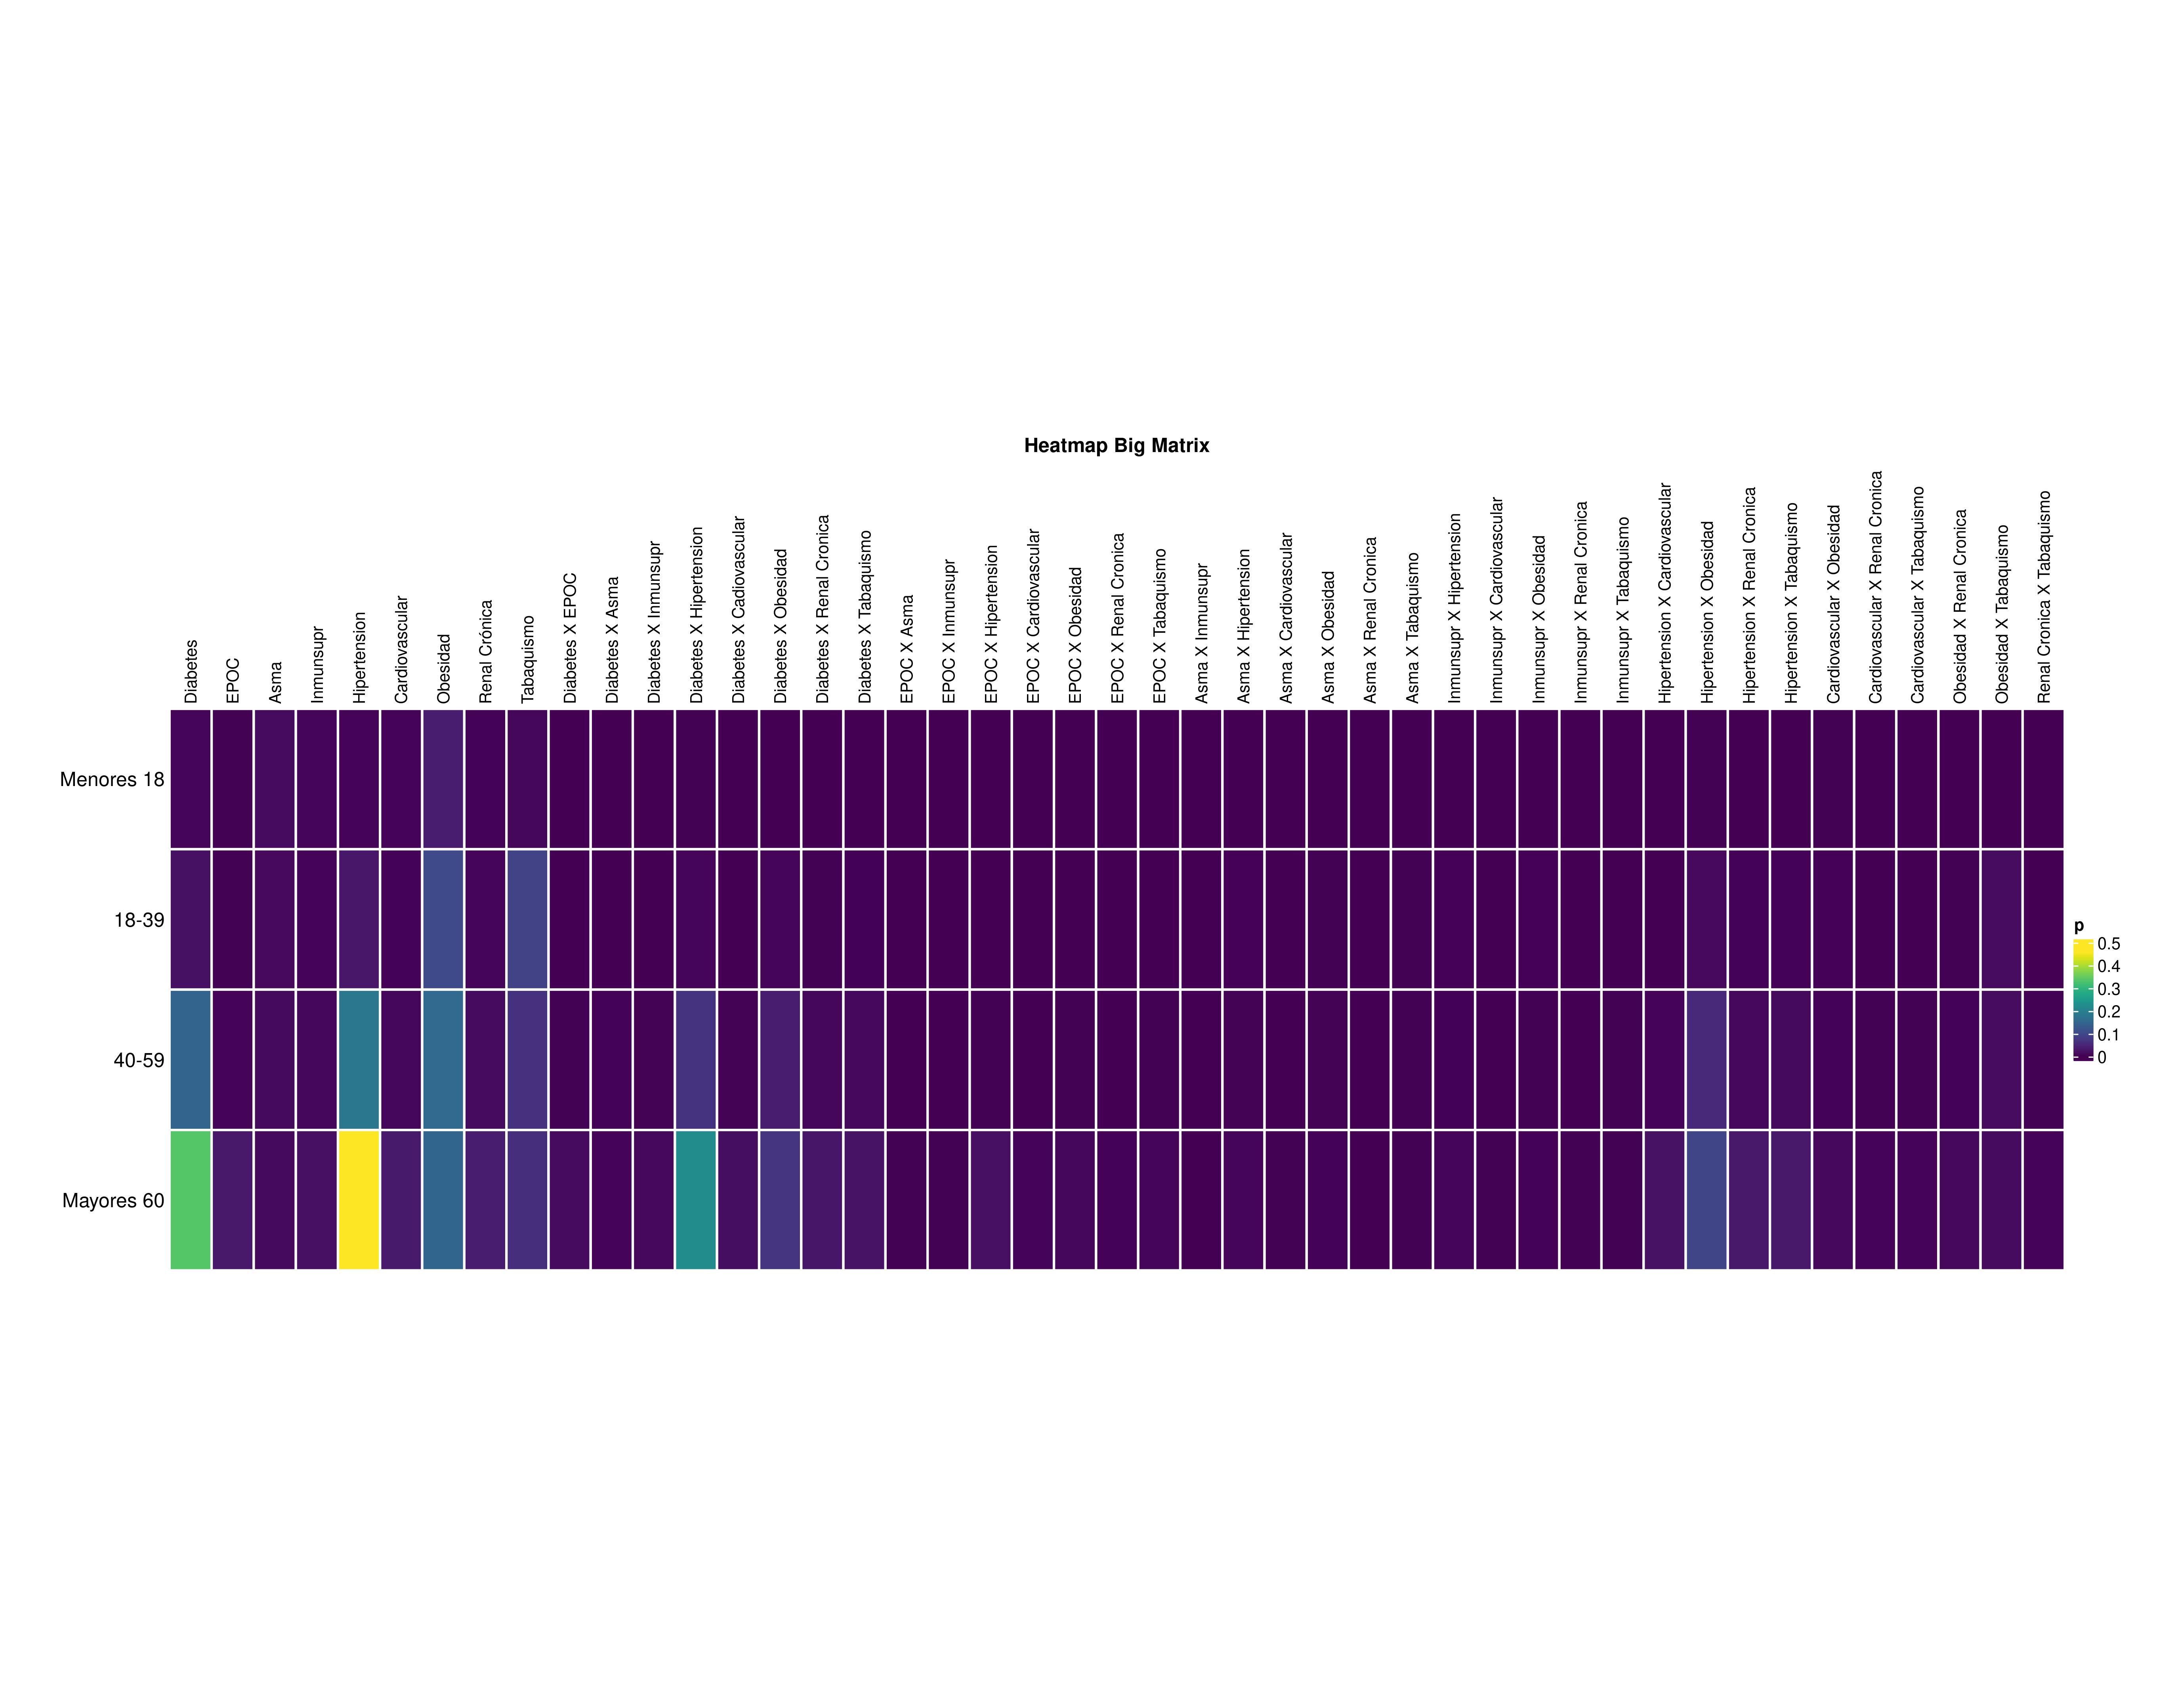 Heatmap Big Matrix
Diabetes
EPOC
Asma
Inmunsupr
Hipertension
Cardiovascular
Obesidad
Renal Crónica
Tabaquismo
Diabetes X EPOC
Diabetes X Asma
Diabetes X Inmunsupr
Diabetes X Hipertension
Diabetes X Cadiovascular
Diabetes X Obesidad
Diabetes X Renal Cronica
Diabetes X Tabaquismo
EPOC X Asma
EPOC X Inmunsupr
EPOC X Hipertension
EPOC X Cardiovascular
EPOC X Obesidad
EPOC X Renal Cronica
EPOC X Tabaquismo
Asma X Inmunsupr
Asma X Hipertension
Asma X Cardiovascular
Asma X Obesidad
Asma X Renal Cronica
Asma X Tabaquismo
Inmunsupr X Hipertension
Inmunsupr X Cardiovascular
Inmunsupr X Obesidad
Inmunsupr X Renal Cronica
Inmunsupr X Tabaquismo
Hipertension X Cardiovascular
Hipertension X Obesidad
Hipertension X Renal Cronica
Hipertension X Tabaquismo
Cardiovascular X Obesidad
Cardiovascular X Renal Cronica
Cardiovascular X Tabaquismo
Obesidad X Renal Cronica
Obesidad X Tabaquismo
Renal Cronica X Tabaquismo
Menores 18
18-39
40-59
Mayores 60
p
0.5
0.4
0.3
0.2
0.1
0